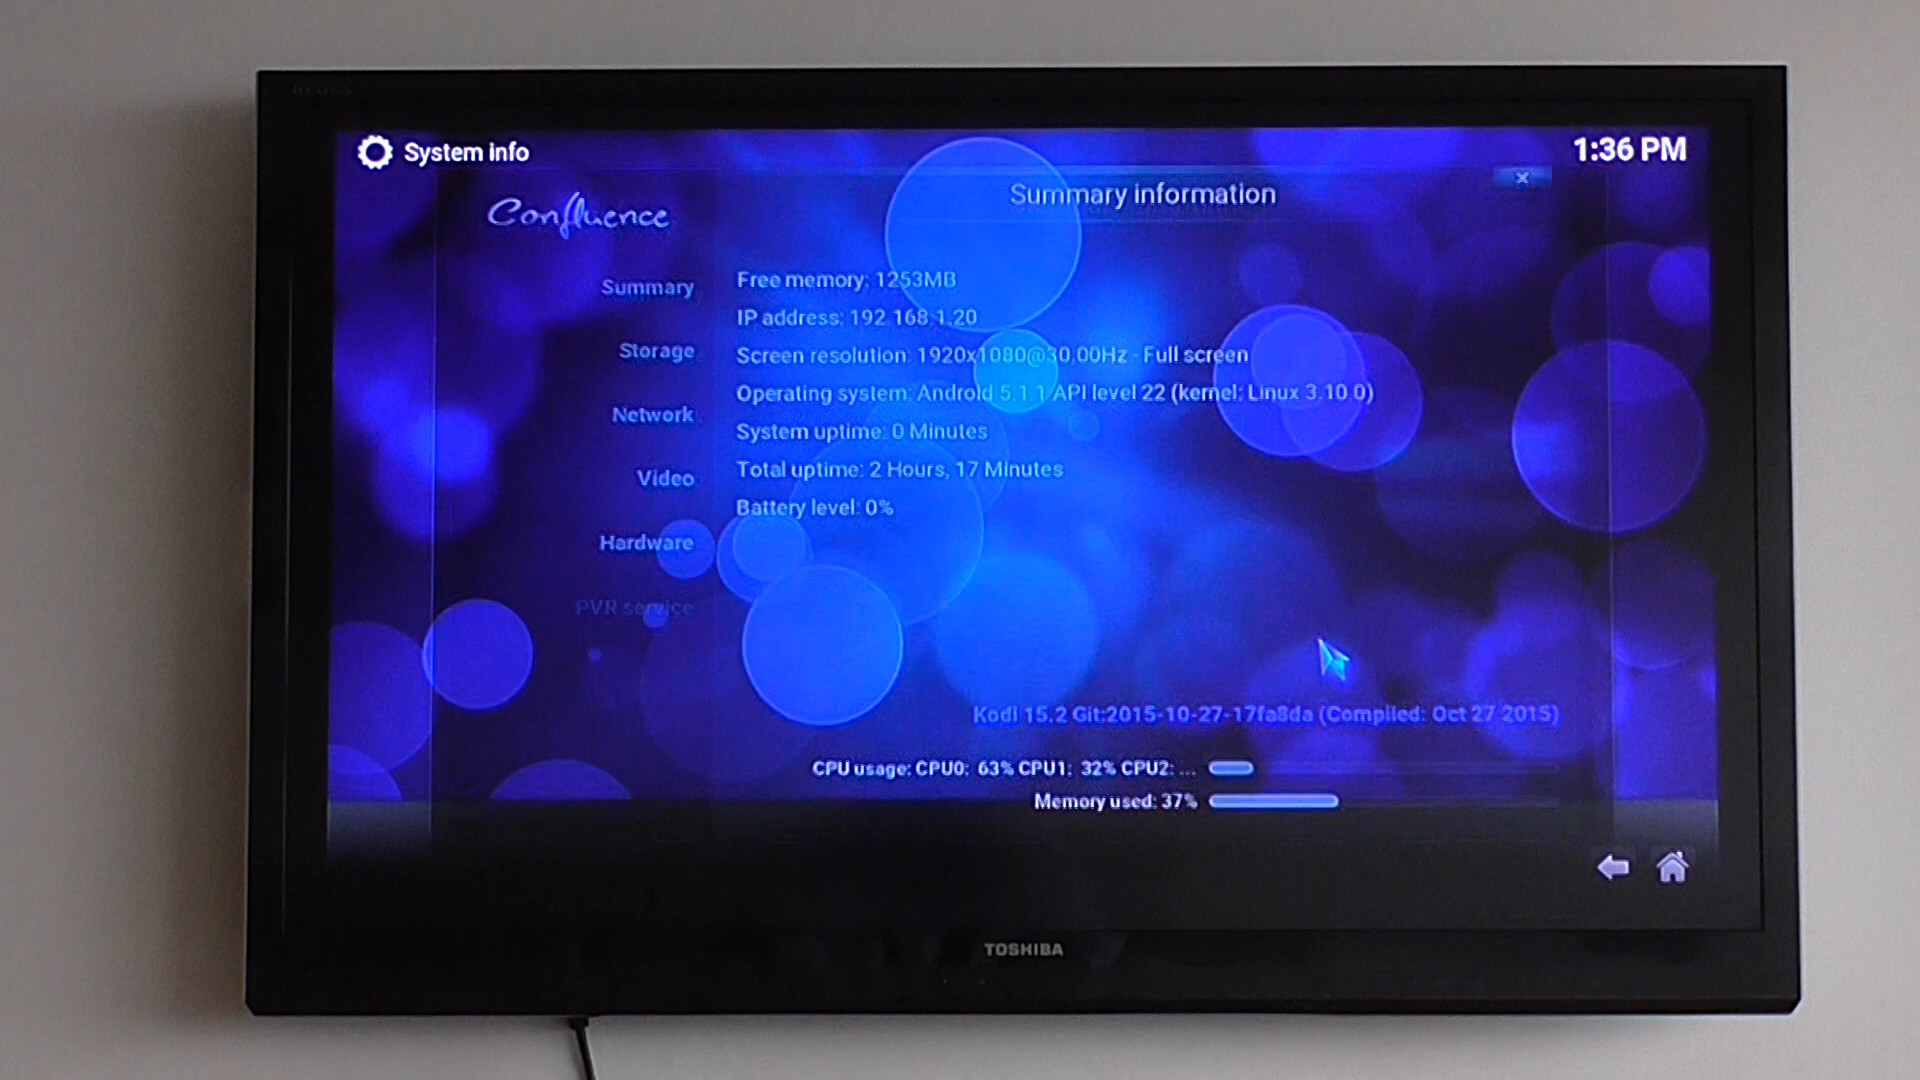 System info
1:36 PM
Confluence
Summary information
Summary
Storage
Network
Video
Hardware
PVR service
Free memory: 1253MB
IP address: 192.168.1.20
Screen resolution: 1920x1080@30.00Hz - Full screen
Operating system: Android 5.1.1 API level 22 (kernel: Linux 3.10.0)
System uptime: 0 Minutes
Total uptime: 2 Hours, 17 Minutes
Battery level: 0%
Kodi 15.2 Git:2015-10-27-17fa8da (Compiled: Oct 27 2015)
CPU usage: CPU0: 63% CPU1: 32% CPU2: ...
Memory used: 37%
TOSHIBA